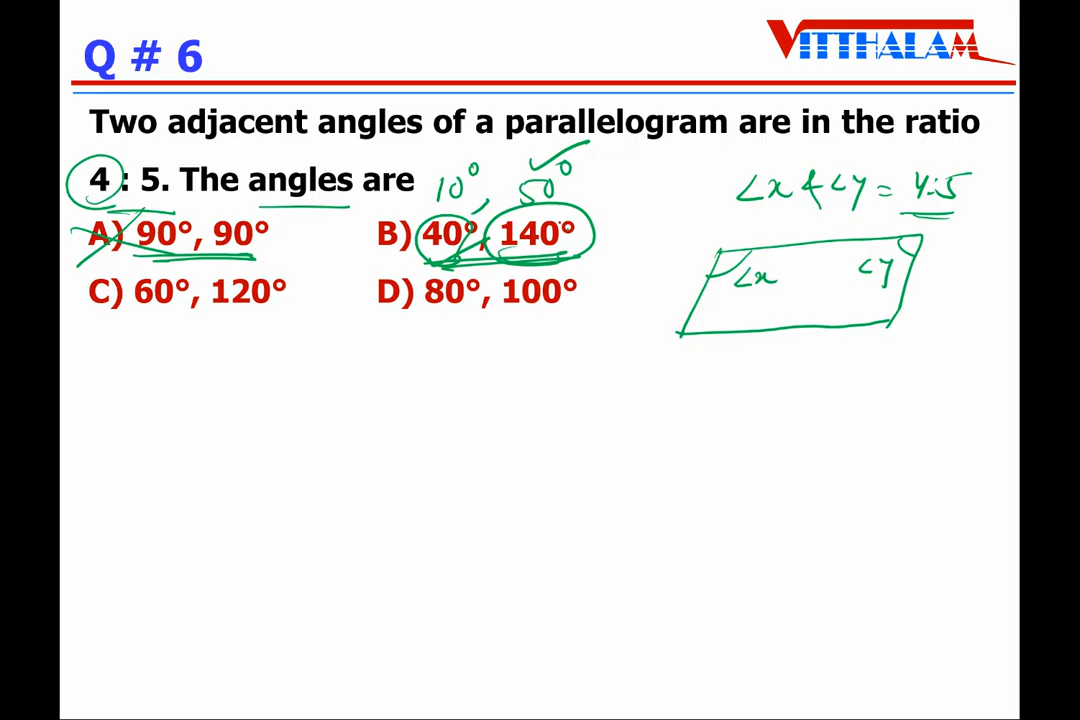 Q # 6
VITTHALAM
Two adjacent angles of a parallelogram are in the ratio
4 : 5. The angles are 10°, 50°
∠x & ∠y = 4:5
A) 90°, 90° B) 40°, 140°
C) 60°, 120° D) 80°, 100°
∠x ∠y